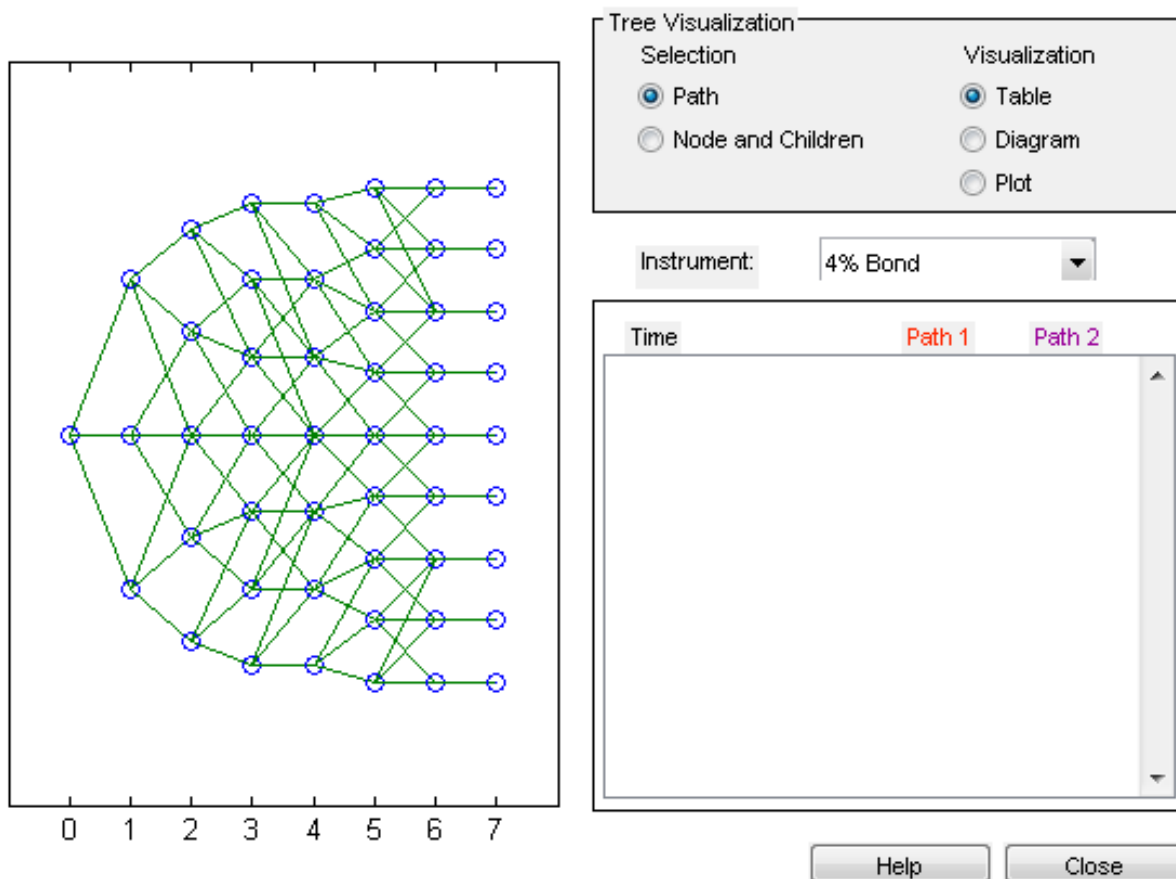 Tree Visualization
Selection Visualization
Path Table
Node and Children Diagram
Plot
Instrument: 4% Bond
Time Path 1 Path 2
0 1 2 3 4 5 6 7
Help Close